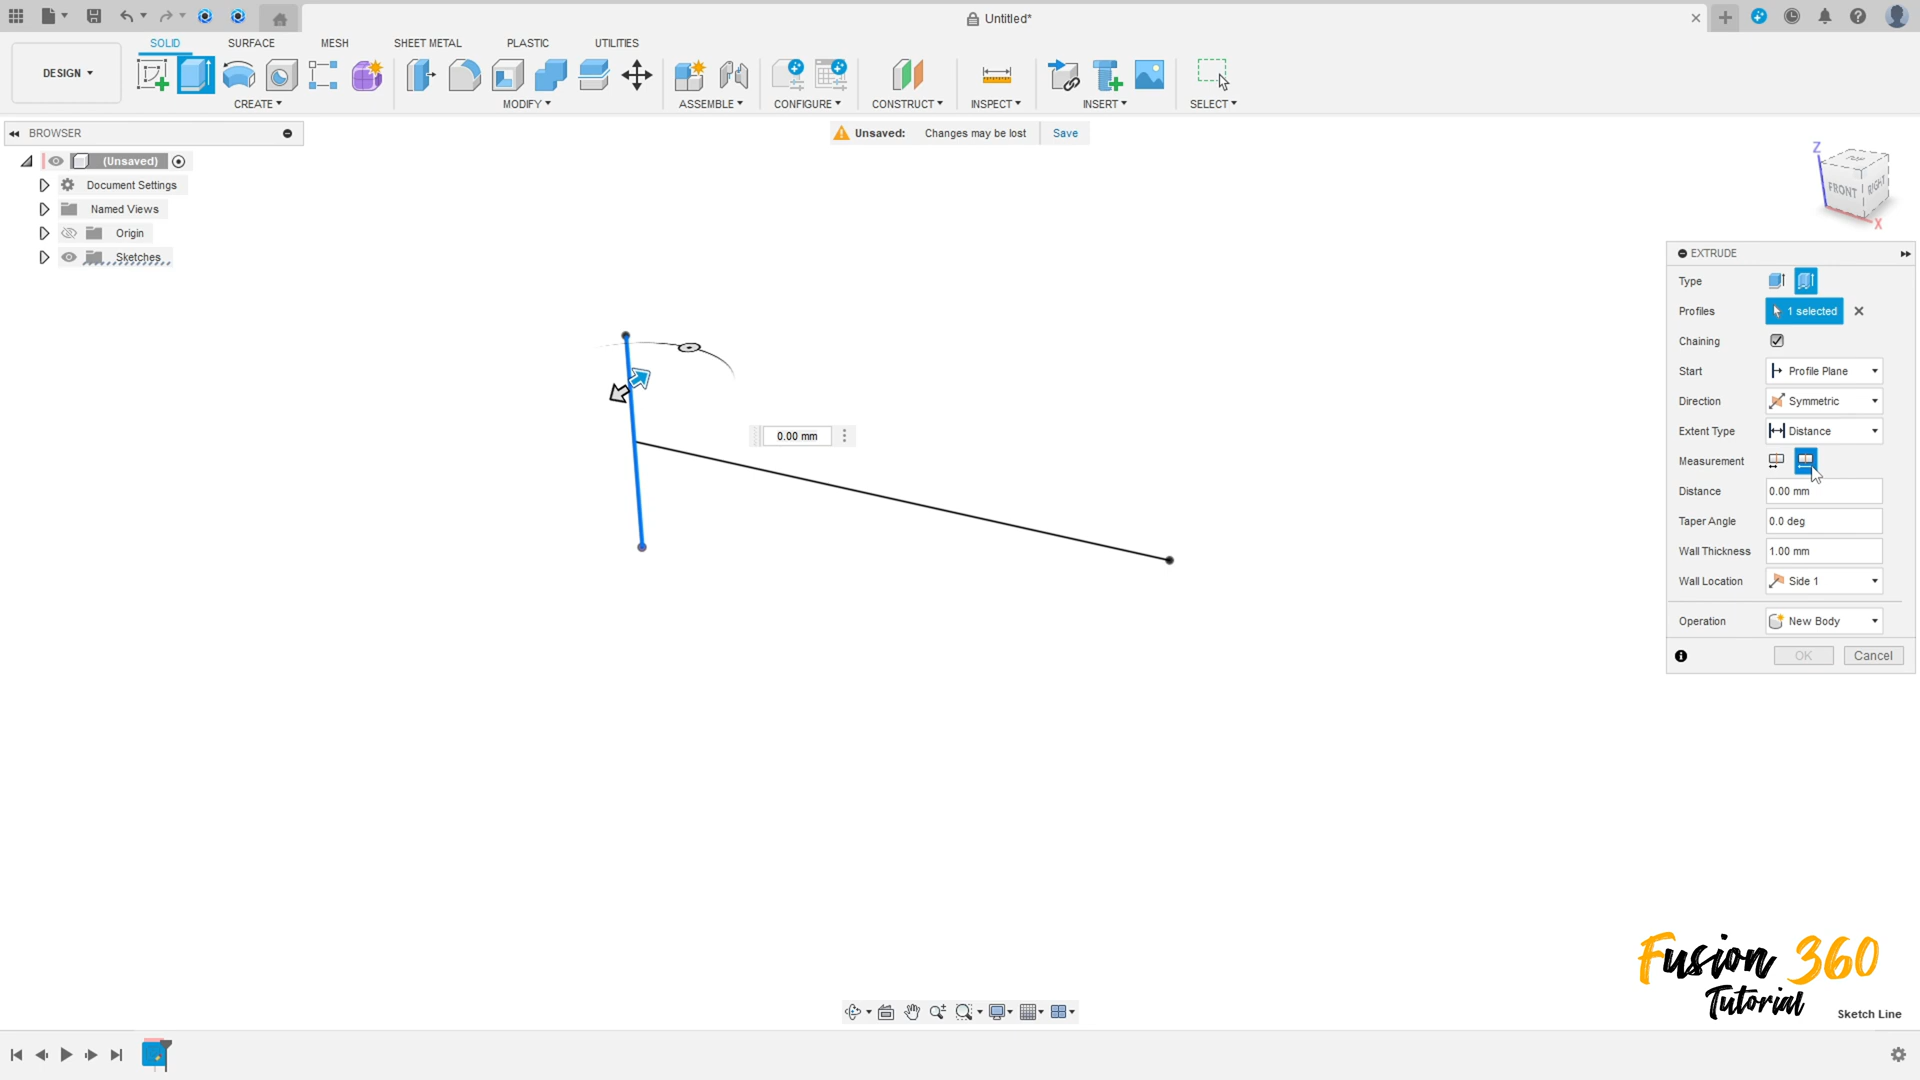 Untitled*
DESIGN
SOLID
SURFACE
MESH
SHEET METAL
PLASTIC
UTILITIES
CREATE
MODIFY
ASSEMBLE
CONFIGURE
CONSTRUCT
INSPECT
INSERT
SELECT
BROWSER
Unsaved: Changes may be lost Save
(Unsaved)
Document Settings
Named Views
Origin
Sketches
Z
TOP
FRONT
RIGHT
X
EXTRUDE
Type
Profiles 1 selected
Chaining
Start Profile Plane
Direction Symmetric
Extent Type Distance
Measurement
Distance 0.00 mm
Taper Angle 0.0 deg
Wall Thickness 1.00 mm
Wall Location Side 1
Operation New Body
OK Cancel
0.00 mm
Fusion 360
Tutorial
Sketch Line